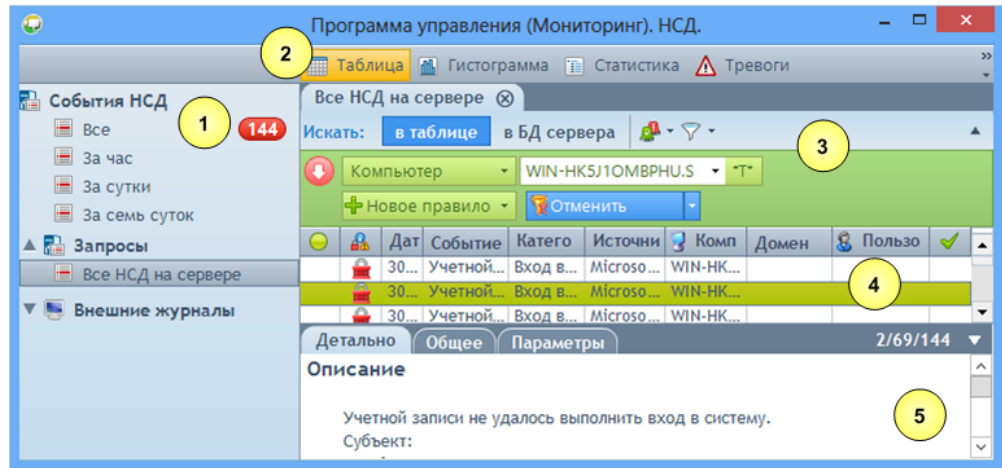 Программа управления (Мониторинг). НСД.
2
Таблица Гистограмма Статистика Тревоги
События НСД
1
Все 144
За час
За сутки
За семь суток
Запросы
Все НСД на сервере
Внешние журналы
Все НСД на сервере
Искать: в таблице в БД сервера
3
Компьютер WIN-HK5J1OMBPHU.S "T"
Новое правило Отменить
Дат Событие Катего Источни Комп Домен Пользо
30... Учетной... Вход в... Microso... WIN-HK...
30... Учетной... Вход в... Microso... WIN-HK...
30... Учетной... Вход в... Microso... WIN-HK...
4
Детально Общее Параметры 2/69/144
Описание
Учетной записи не удалось выполнить вход в систему.
Субъект:
5